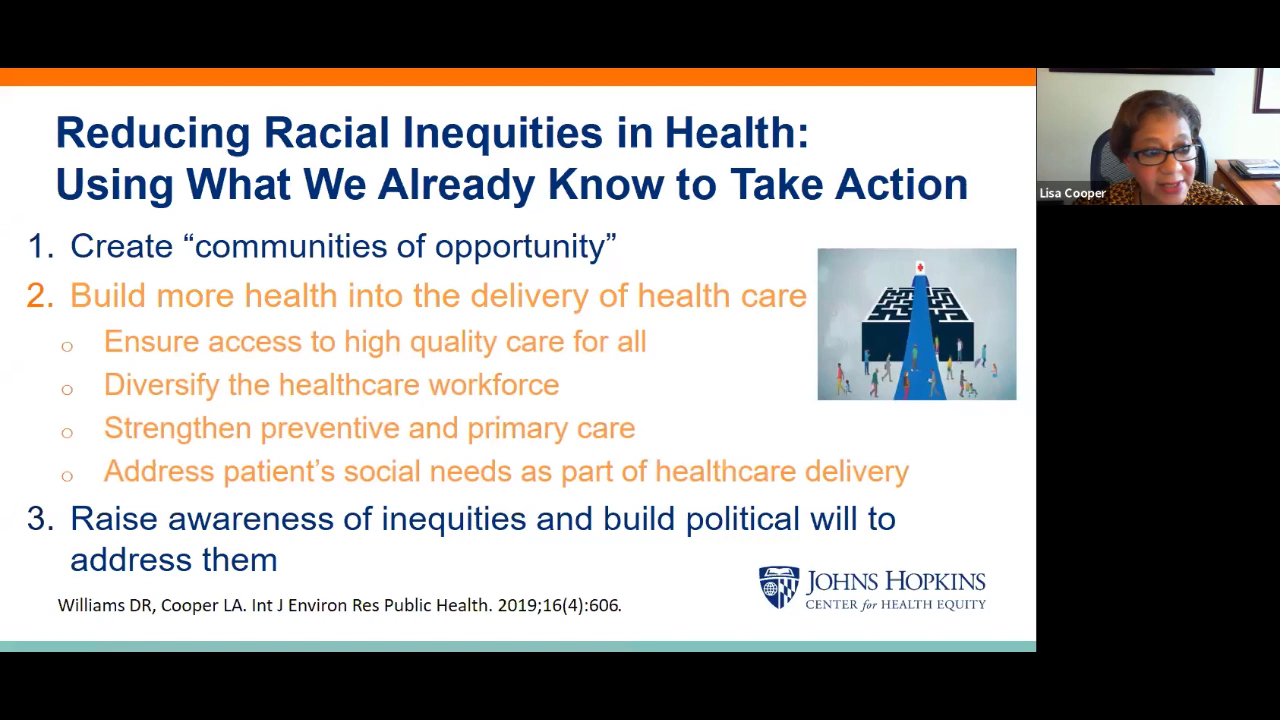 Reducing Racial Inequities in Health:
Using What We Already Know to Take Action
1. Create “communities of opportunity”
2. Build more health into the delivery of health care
○ Ensure access to high quality care for all
○ Diversify the healthcare workforce
○ Strengthen preventive and primary care
○ Address patient’s social needs as part of healthcare delivery
3. Raise awareness of inequities and build political will to
address them
Williams DR, Cooper LA. Int J Environ Res Public Health. 2019;16(4):606.
JOHNS HOPKINS
CENTER for HEALTH EQUITY
Lisa Cooper